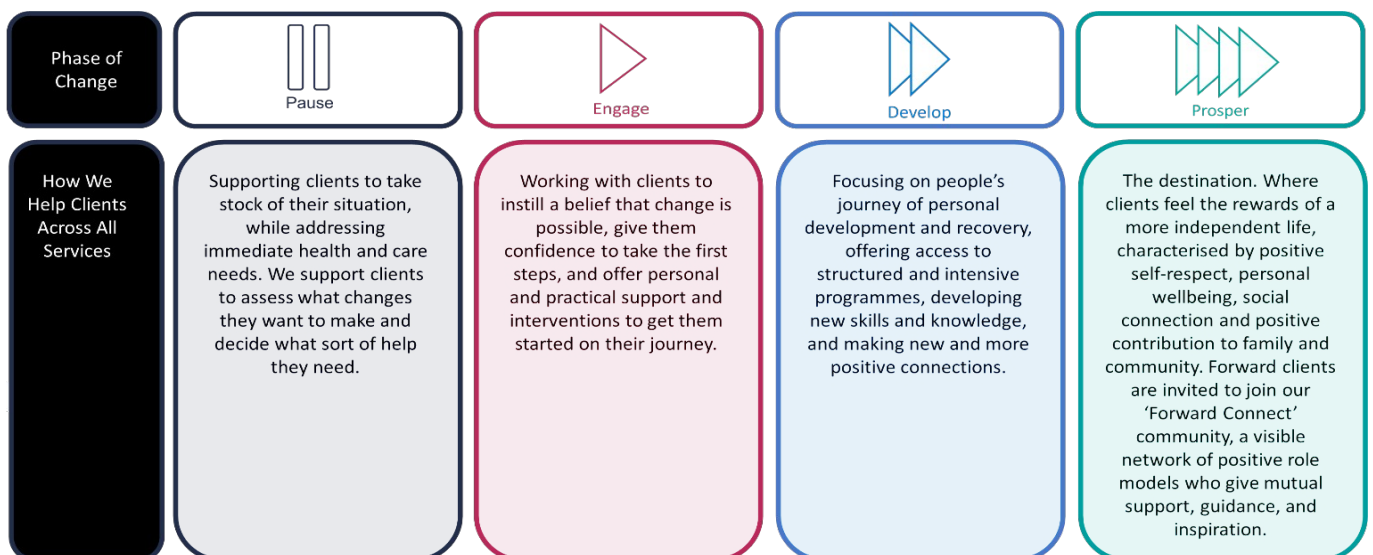 Phase of
Change
Pause
Engage
Develop
Prosper
How We
Help Clients
Across All
Services
Supporting clients to take
stock of their situation,
while addressing
immediate health and care
needs. We support clients
to assess what changes
they want to make and
decide what sort of help
they need.
Working with clients to
instill a belief that change is
possible, give them
confidence to take the first
steps, and offer personal
and practical support and
interventions to get them
started on their journey.
Focusing on people’s
journey of personal
development and recovery,
offering access to
structured and intensive
programmes, developing
new skills and knowledge,
and making new and more
positive connections.
The destination. Where
clients feel the rewards of a
more independent life,
characterised by positive
self-respect, personal
wellbeing, social
connection and positive
contribution to family and
community. Forward clients
are invited to join our
‘Forward Connect’
community, a visible
network of positive role
models who give mutual
support, guidance, and
inspiration.